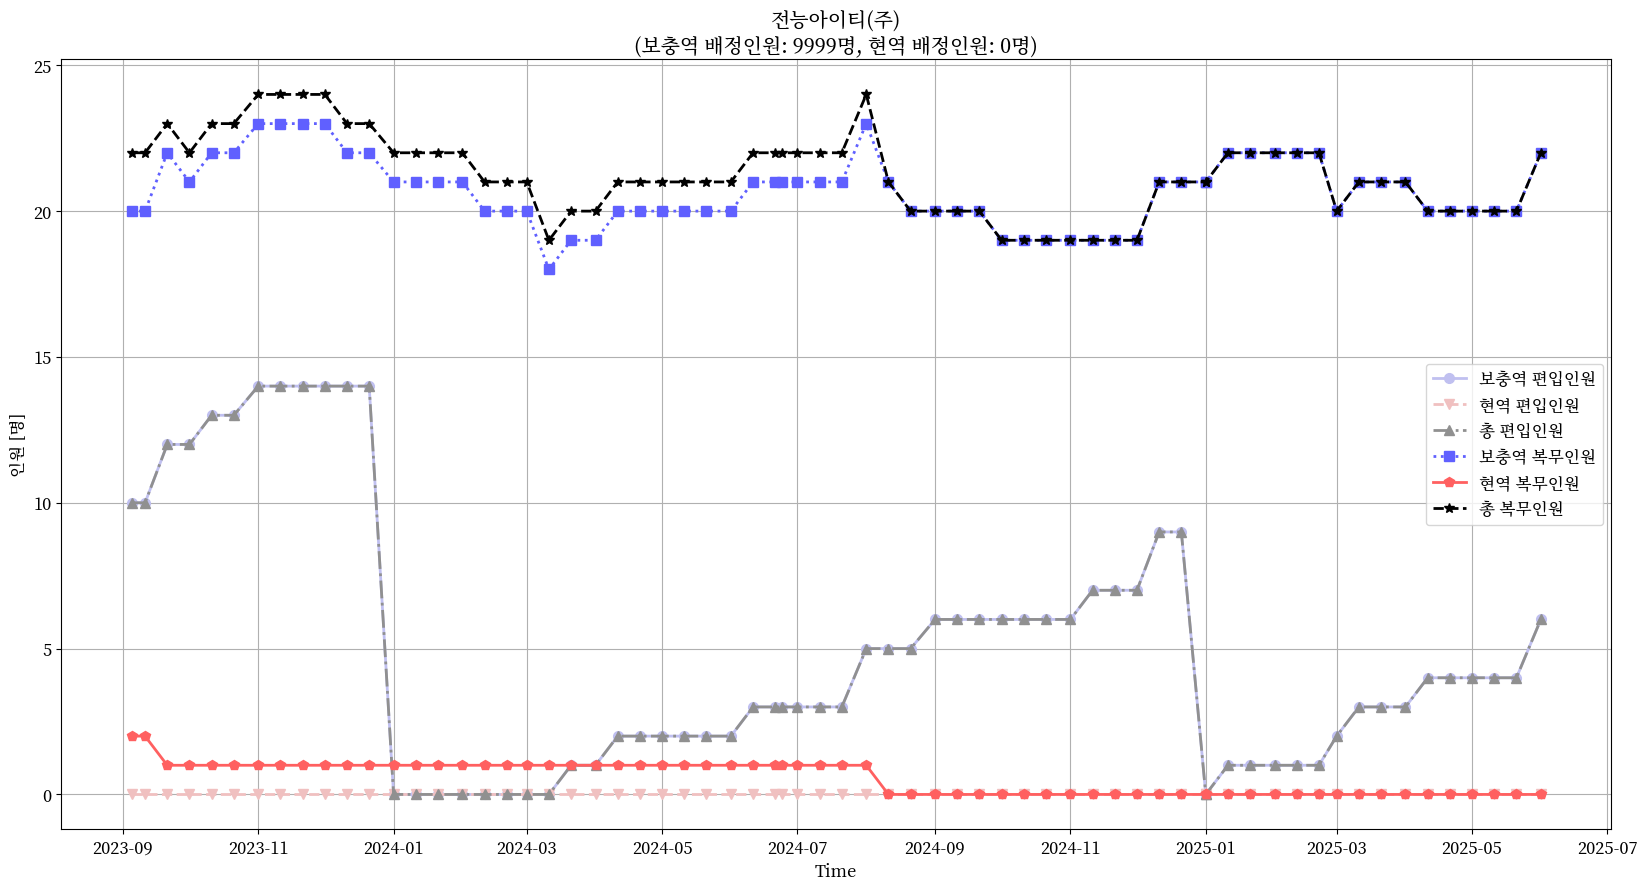 전능아이티(주)
(보충역 배정인원: 9999명, 현역 배정인원: 0명)
인원 [명]
25
20
15
10
5
0
보충역 편입인원
현역 편입인원
총 편입인원
보충역 복무인원
현역 복무인원
총 복무인원
2023-09 2023-11 2024-01 2024-03 2024-05 2024-07 2024-09 2024-11 2025-01 2025-03 2025-05 2025-07
Time